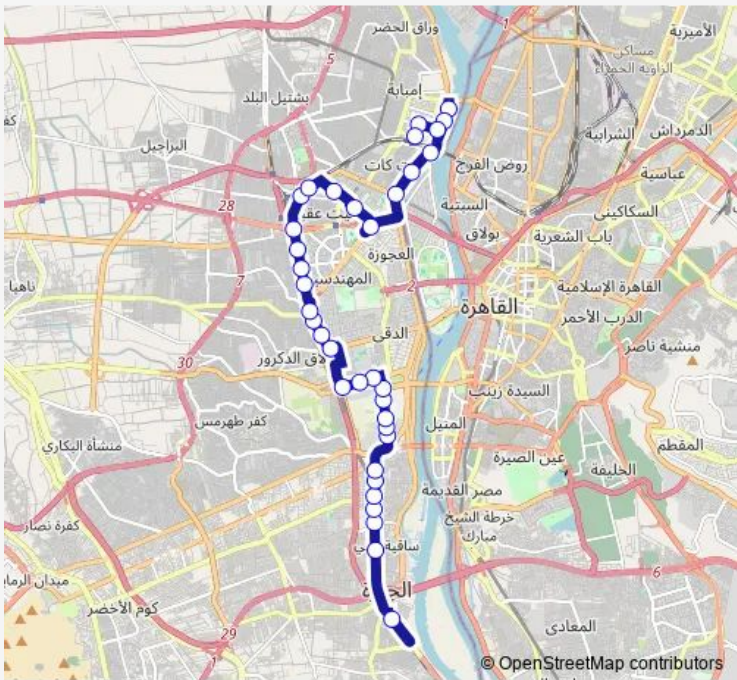 وراق الخضر
1
الأميرية
مساكن
الزاوية الحمراء
5
إمبابة
بشتيل البلد
الشرابية
الدمرداش
البراجيل
روض الفرج
عباسية
28
السبتية
السكاكيني
بولاق
باب الشعرية
العجوزة
7
المهندسين
2
القاهرة الإسلامية
ناهيا
القاهرة
الدرب الأحمر
الدقي
منشية ناصر
30
السيدة زينب
كفر طهرمس
المنيل
المقطم
منشأة البكاري
عين الصيرة
الخليفة
مصر القديمة
خرطة الشيخ
مبارك
كفرة نصار
6
كوم الأخضر
المعادي
29
1
© OpenStreetMap contributors